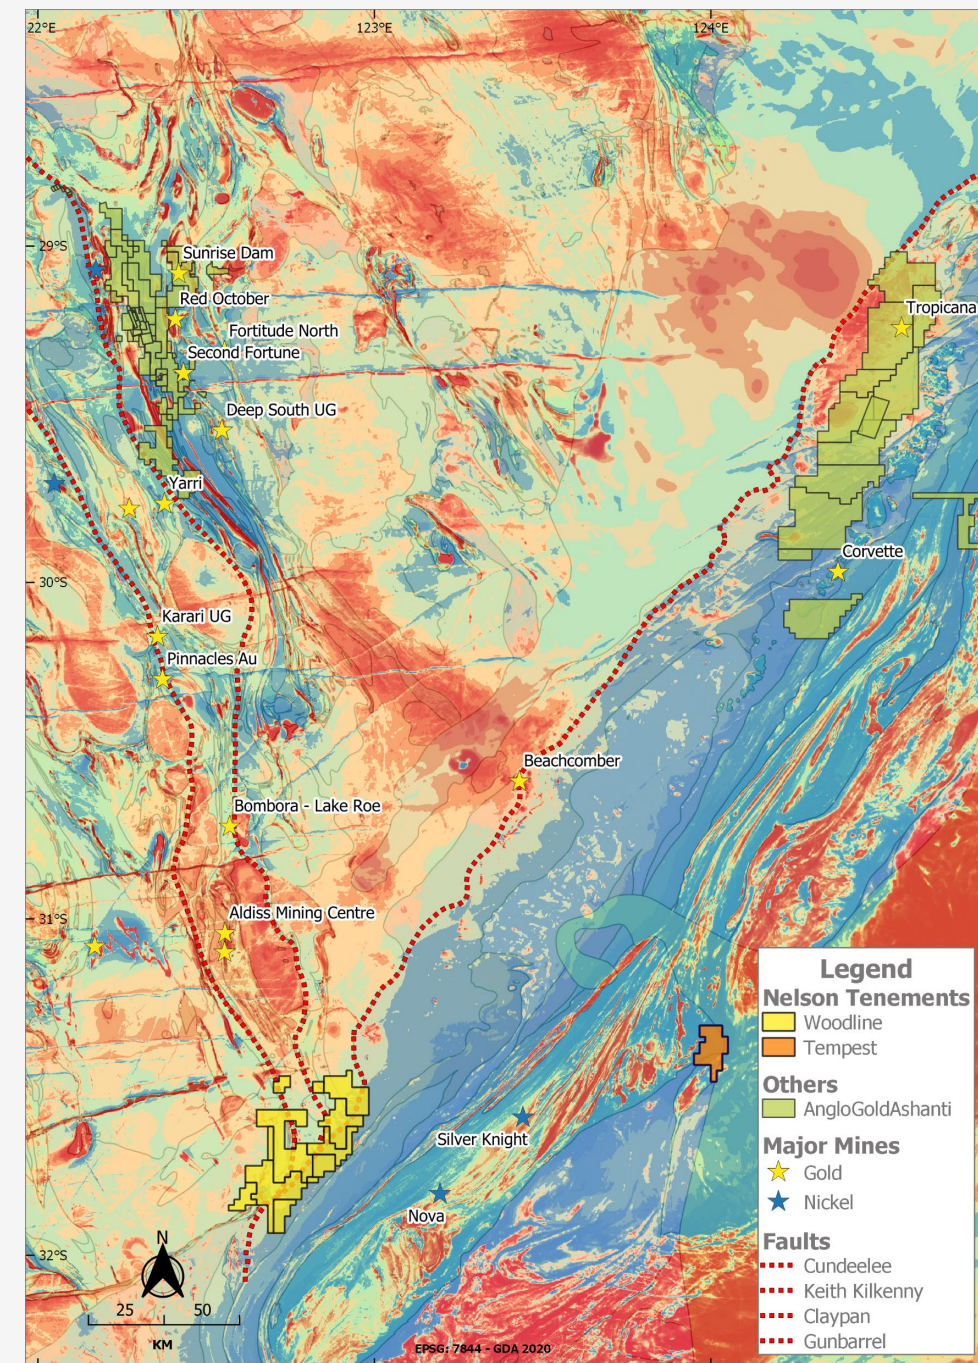 22°E
123°E
124°E
29°S
Sunrise Dam
Red October
Tropicana
Fortitude North
Second Fortune
Deep South UG
Yarri
Corvette
30°S
Karari UG
Pinnacles Au
Beachcomber
Bombora - Lake Roe
31°S
Aldiss Mining Centre
Silver Knight
Nova
32°S
N
25 50
KM
EPSG: 7844 - GDA 2020
Legend
Nelson Tenements
Woodline
Tempest
Others
AngloGoldAshanti
Major Mines
Gold
Nickel
Faults
Cundeelee
Keith Kilkenny
Claypan
Gunbarrel